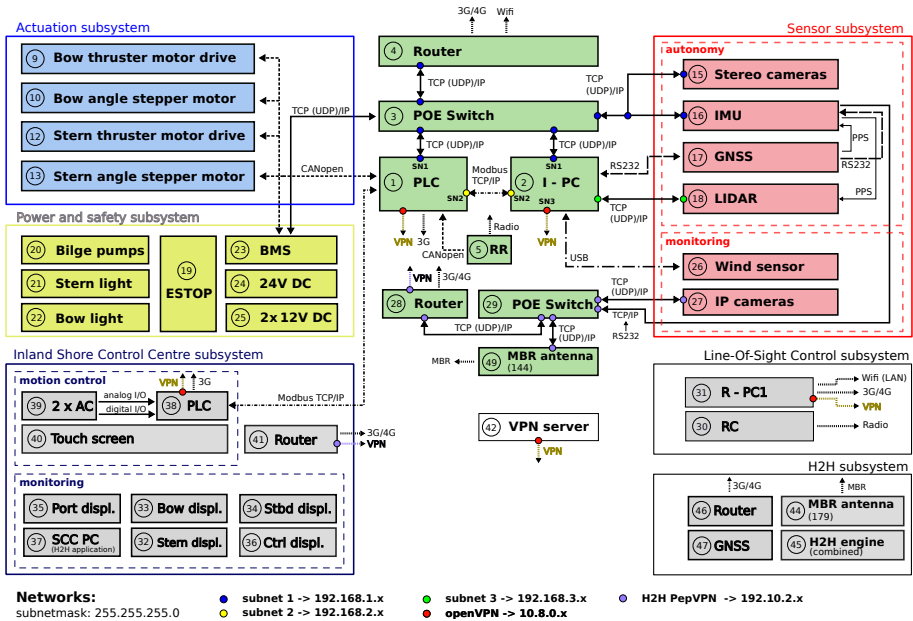 3G/4G
Wifi
Actuation subsystem
Sensor subsystem
9 Bow thruster motor drive
10 Bow angle stepper motor
12 Stern thruster motor drive
13 Stern angle stepper motor
TCP (UDP)/IP
CANopen
4 Router
TCP (UDP)/IP
3 POE Switch
TCP (UDP)/IP
TCP (UDP)/IP
TCP
(UDP)/IP
SN1
1 PLC
SN2
Modbus
TCP/IP
SN1
2 I - PC
SN2
SN3
RS232
TCP
(UDP)/IP
VPN
3G
Radio
VPN
CANopen
5 RR
USB
autonomy
15 Stereo cameras
16 IMU
17 GNSS
18 LIDAR
PPS
RS232
PPS
monitoring
26 Wind sensor
27 IP cameras
TCP
(UDP)/IP
TCP/IP
RS232
Power and safety subsystem
20 Bilge pumps
21 Stern light
22 Bow light
19
ESTOP
23 BMS
24 24V DC
25 2x12V DC
VPN
3G/4G
28 Router
29 POE Switch
TCP (UDP)/IP
TCP
(UDP)/IP
MBR
49 MBR antenna
(144)
Inland Shore Control Centre subsystem
motion control
VPN
3G
39 2 x AC
analog I/O
digital I/O
38 PLC
Modbus TCP/IP
40 Touch screen
41 Router
3G/4G
VPN
monitoring
35 Port displ.
33 Bow displ.
34 Stbd displ.
37 SCC PC
(H2H application)
32 Stern displ.
36 Ctrl displ.
42 VPN server
VPN
Line-Of-Sight Control subsystem
31 R - PC1
Wifi (LAN)
3G/4G
VPN
30 RC
Radio
H2H subsystem
3G/4G
MBR
46 Router
44 MBR antenna
(179)
47 GNSS
45 H2H engine
(combined)
Networks:
subnetmask: 255.255.255.0
subnet 1 -> 192.168.1.x
subnet 2 -> 192.168.2.x
subnet 3 -> 192.168.3.x
openVPN -> 10.8.0.x
H2H PepVPN -> 192.10.2.x